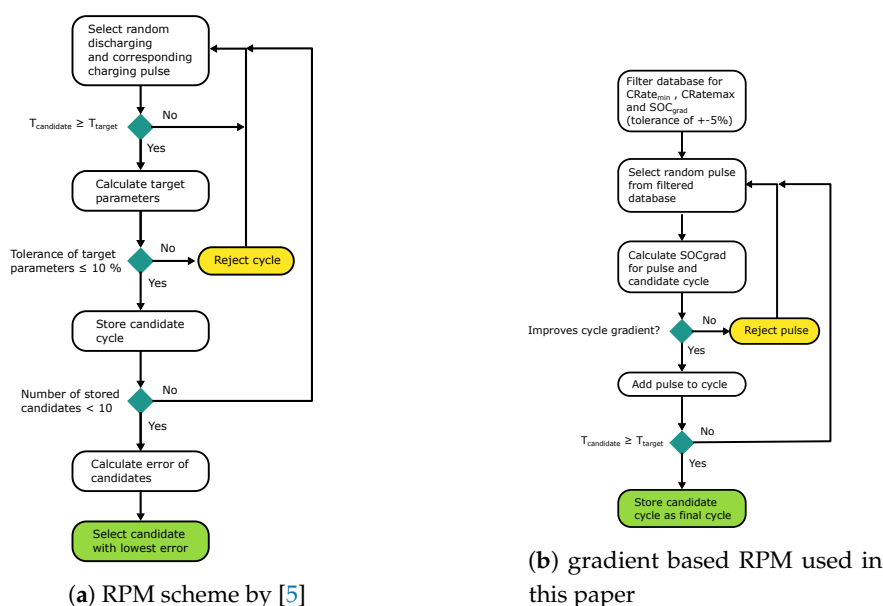 Select random
discharging
and corresponding
charging pulse
T_candidate ≥ T_target
No
Yes
Calculate target
parameters
Tolerance of target
parameters ≤ 10 %
No
Reject cycle
Yes
Store candidate
cycle
Number of stored
candidates < 10
No
Yes
Calculate error of
candidates
Select candidate
with lowest error
(a) RPM scheme by [5]
Filter database for
CRate_min , CRatemax
and SOC_grad
(tolerance of +-5%)
Select random pulse
from filtered
database
Calculate SOCgrad
for pulse and
candidate cycle
Improves cycle gradient?
No
Reject pulse
Yes
Add pulse to cycle
T_candidate ≥ T_target
No
Yes
Store candidate
cycle as final cycle
(b) gradient based RPM used in
this paper